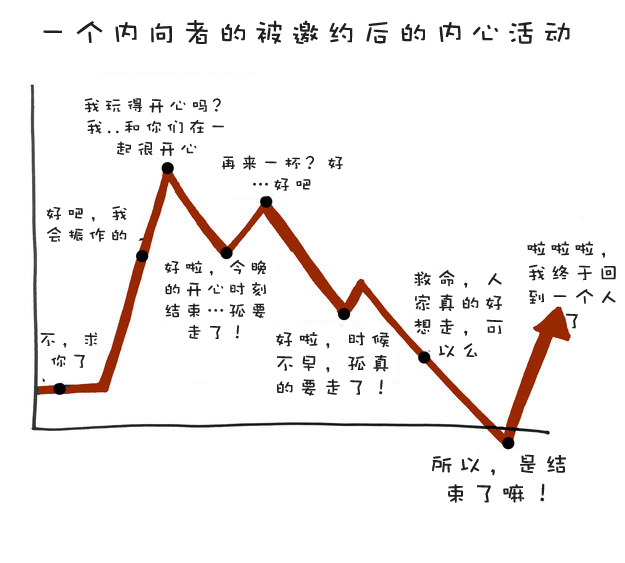 一个内向者的被邀约后的内心活动
我玩得开心吗？
我..和你们在一
起很开心
再来一杯？好
…好吧
好吧，我
会振作的
好啦，今晚
的开心时刻
结束…孤要
走了！
不，求
你了
好啦，时候
不早，孤真
的要走了！
救命，人
家真的好
想走，可
以么
啦啦啦，
我终于回
到一个人
了
所以，是结
束了嘛！